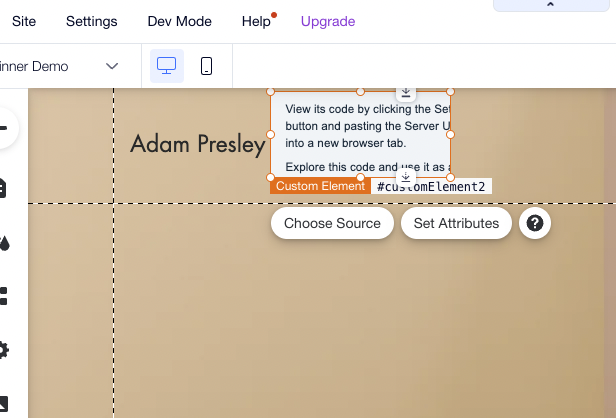 Site Settings Dev Mode Help Upgrade
inner Demo
View its code by clicking the Set
button and pasting the Server U
into a new browser tab.
Adam Presley
Explore this code and use it as a
Custom Element #customElement2
Choose Source Set Attributes ?